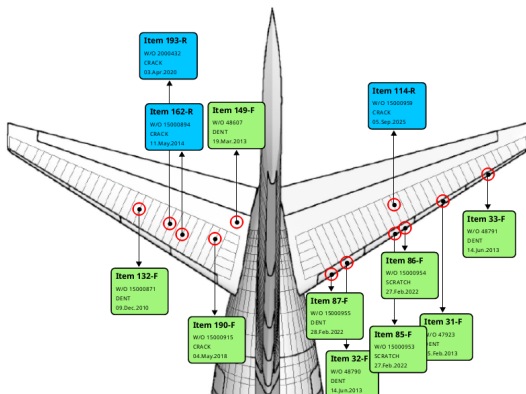 Item 193-R
W/O 2000432
CRACK
03.Apr.2020
Item 162-R
W/O 15000894
CRACK
11.May.2014
Item 149-F
W/O 48607
DENT
19.Mar.2013
Item 114-R
W/O 15000959
CRACK
05.Sep.2025
Item 33-F
W/O 48791
DENT
14.Jun.2013
Item 132-F
W/O 15000871
DENT
09.Dec.2010
Item 190-F
W/O 15000915
CRACK
04.May.2018
Item 86-F
W/O 15000954
SCRATCH
27.Feb.2022
Item 87-F
W/O 15000955
DENT
28.Feb.2022
Item 31-F
W/O 47923
Item 85-F
W/O 15000953
SCRATCH
27.Feb.2022
Item 32-F
W/O 48790
DENT
14.Jun.2013